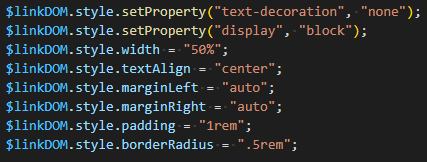 $linkDOM.style.setProperty("text-decoration", "none");
$linkDOM.style.setProperty("display", "block");
$linkDOM.style.width = "50%";
$linkDOM.style.textAlign = "center";
$linkDOM.style.marginLeft = "auto";
$linkDOM.style.marginRight = "auto";
$linkDOM.style.padding = "1rem";
$linkDOM.style.borderRadius = ".5rem";